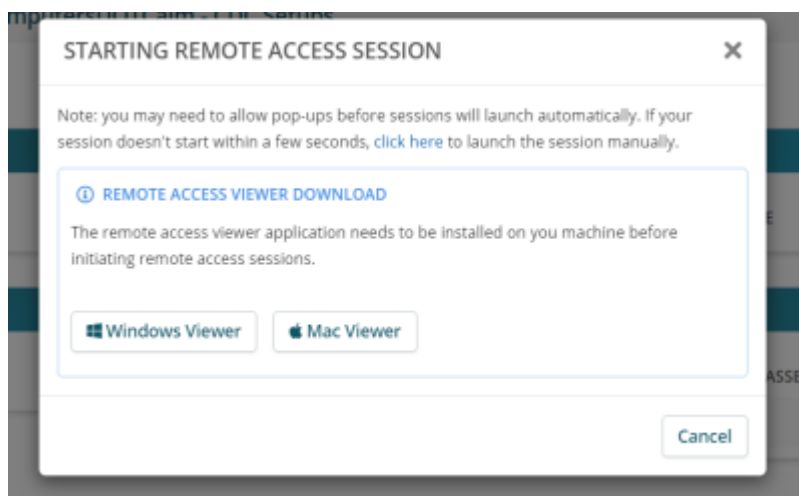 STARTING REMOTE ACCESS SESSION
Note: you may need to allow pop-ups before sessions will launch automatically. If your
session doesn't start within a few seconds, click here to launch the session manually.
REMOTE ACCESS VIEWER DOWNLOAD
The remote access viewer application needs to be installed on you machine before
initiating remote access sessions.
Windows Viewer
Mac Viewer
Cancel